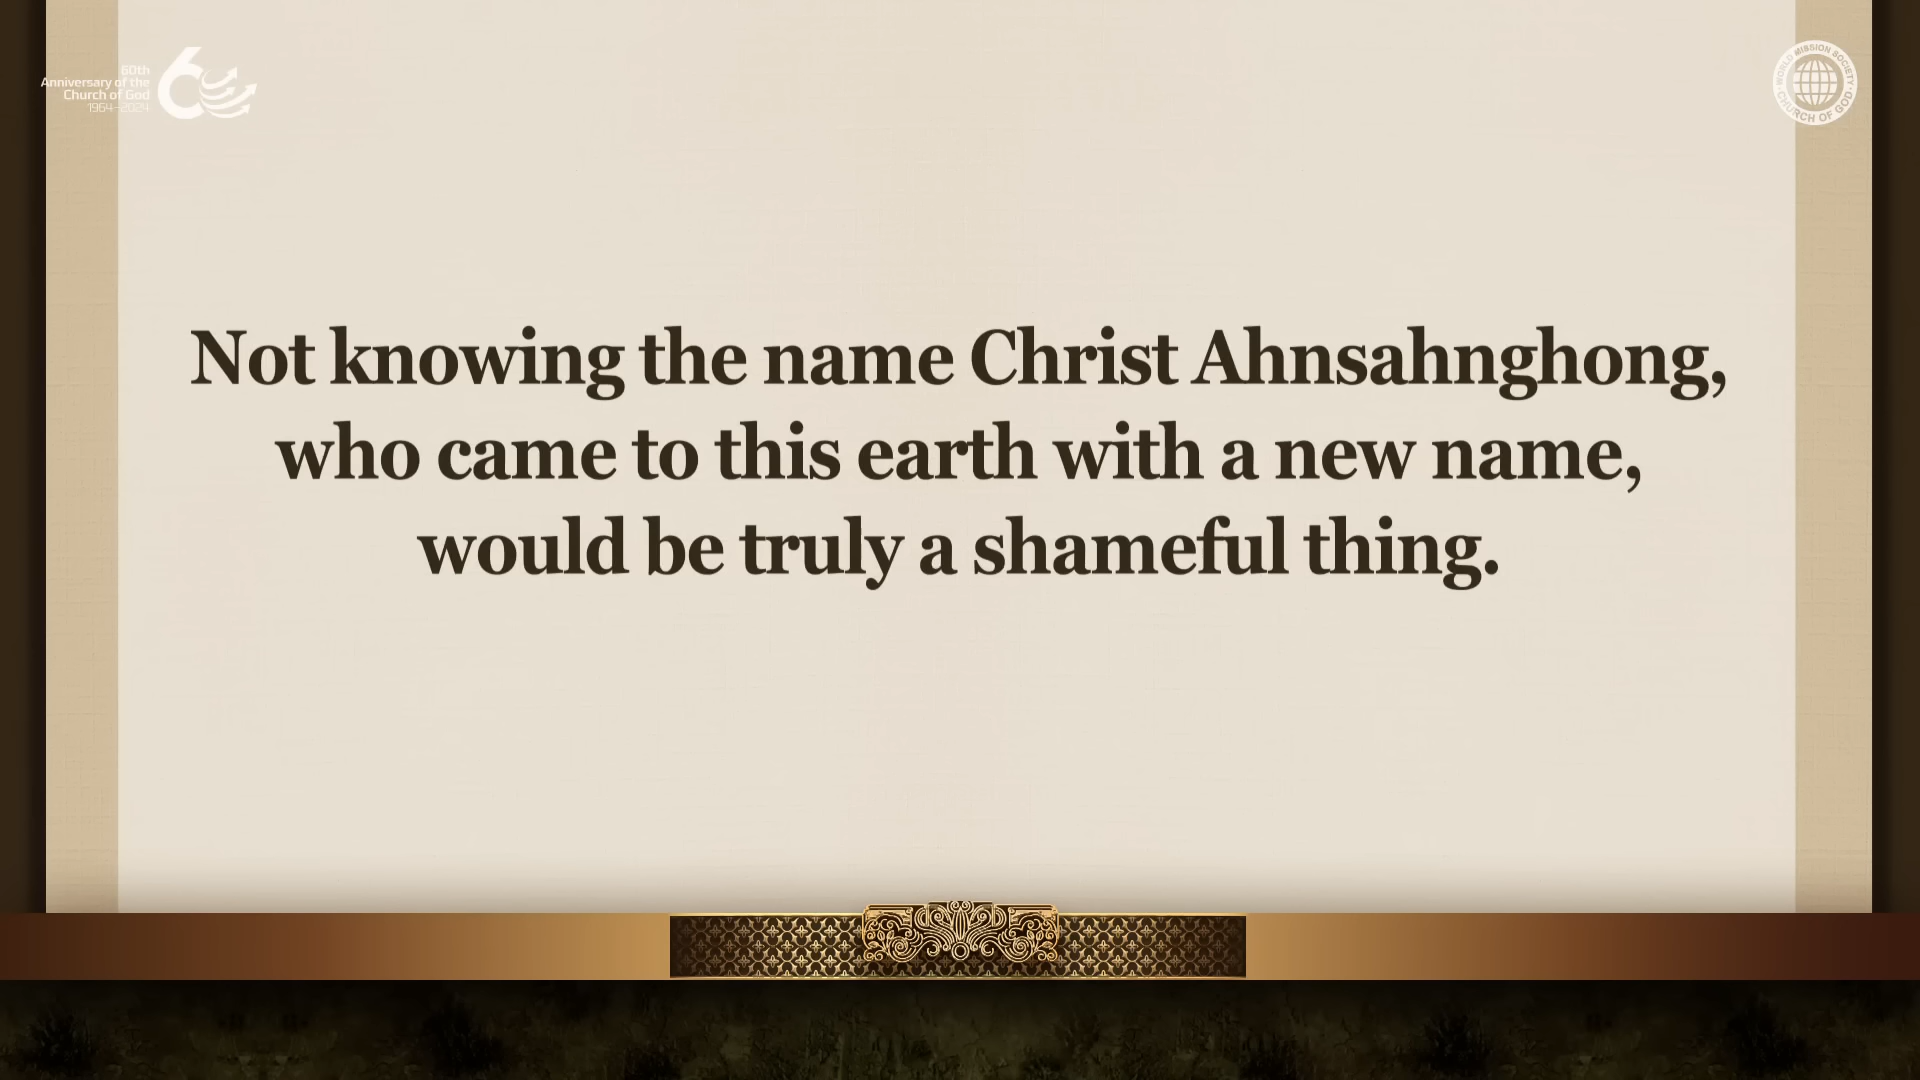 60th
Anniversary of the
Church of God
1964–2024
WORLD MISSION SOCIETY
CHURCH OF GOD
Not knowing the name Christ Ahnsahnghong,
who came to this earth with a new name,
would be truly a shameful thing.